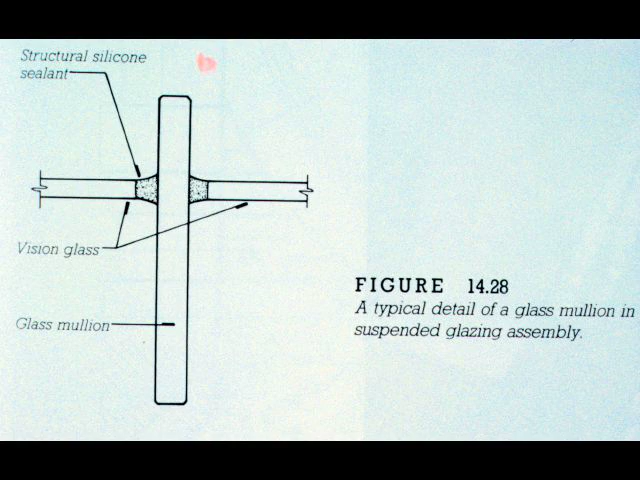 Structural silicone
sealant
Vision glass
Glass mullion
FIGURE 14.28
A typical detail of a glass mullion in
suspended glazing assembly.